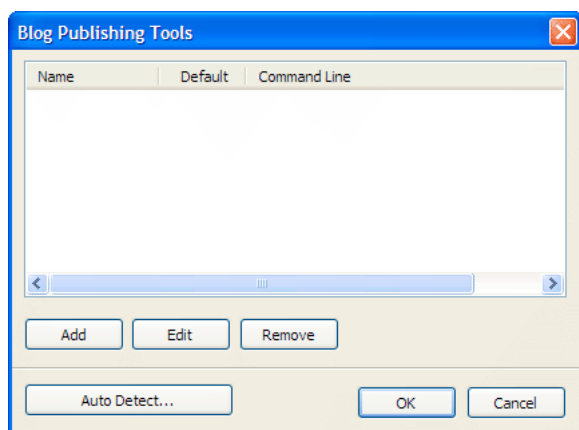 Blog Publishing Tools
Name Default Command Line
Add Edit Remove
Auto Detect... OK Cancel